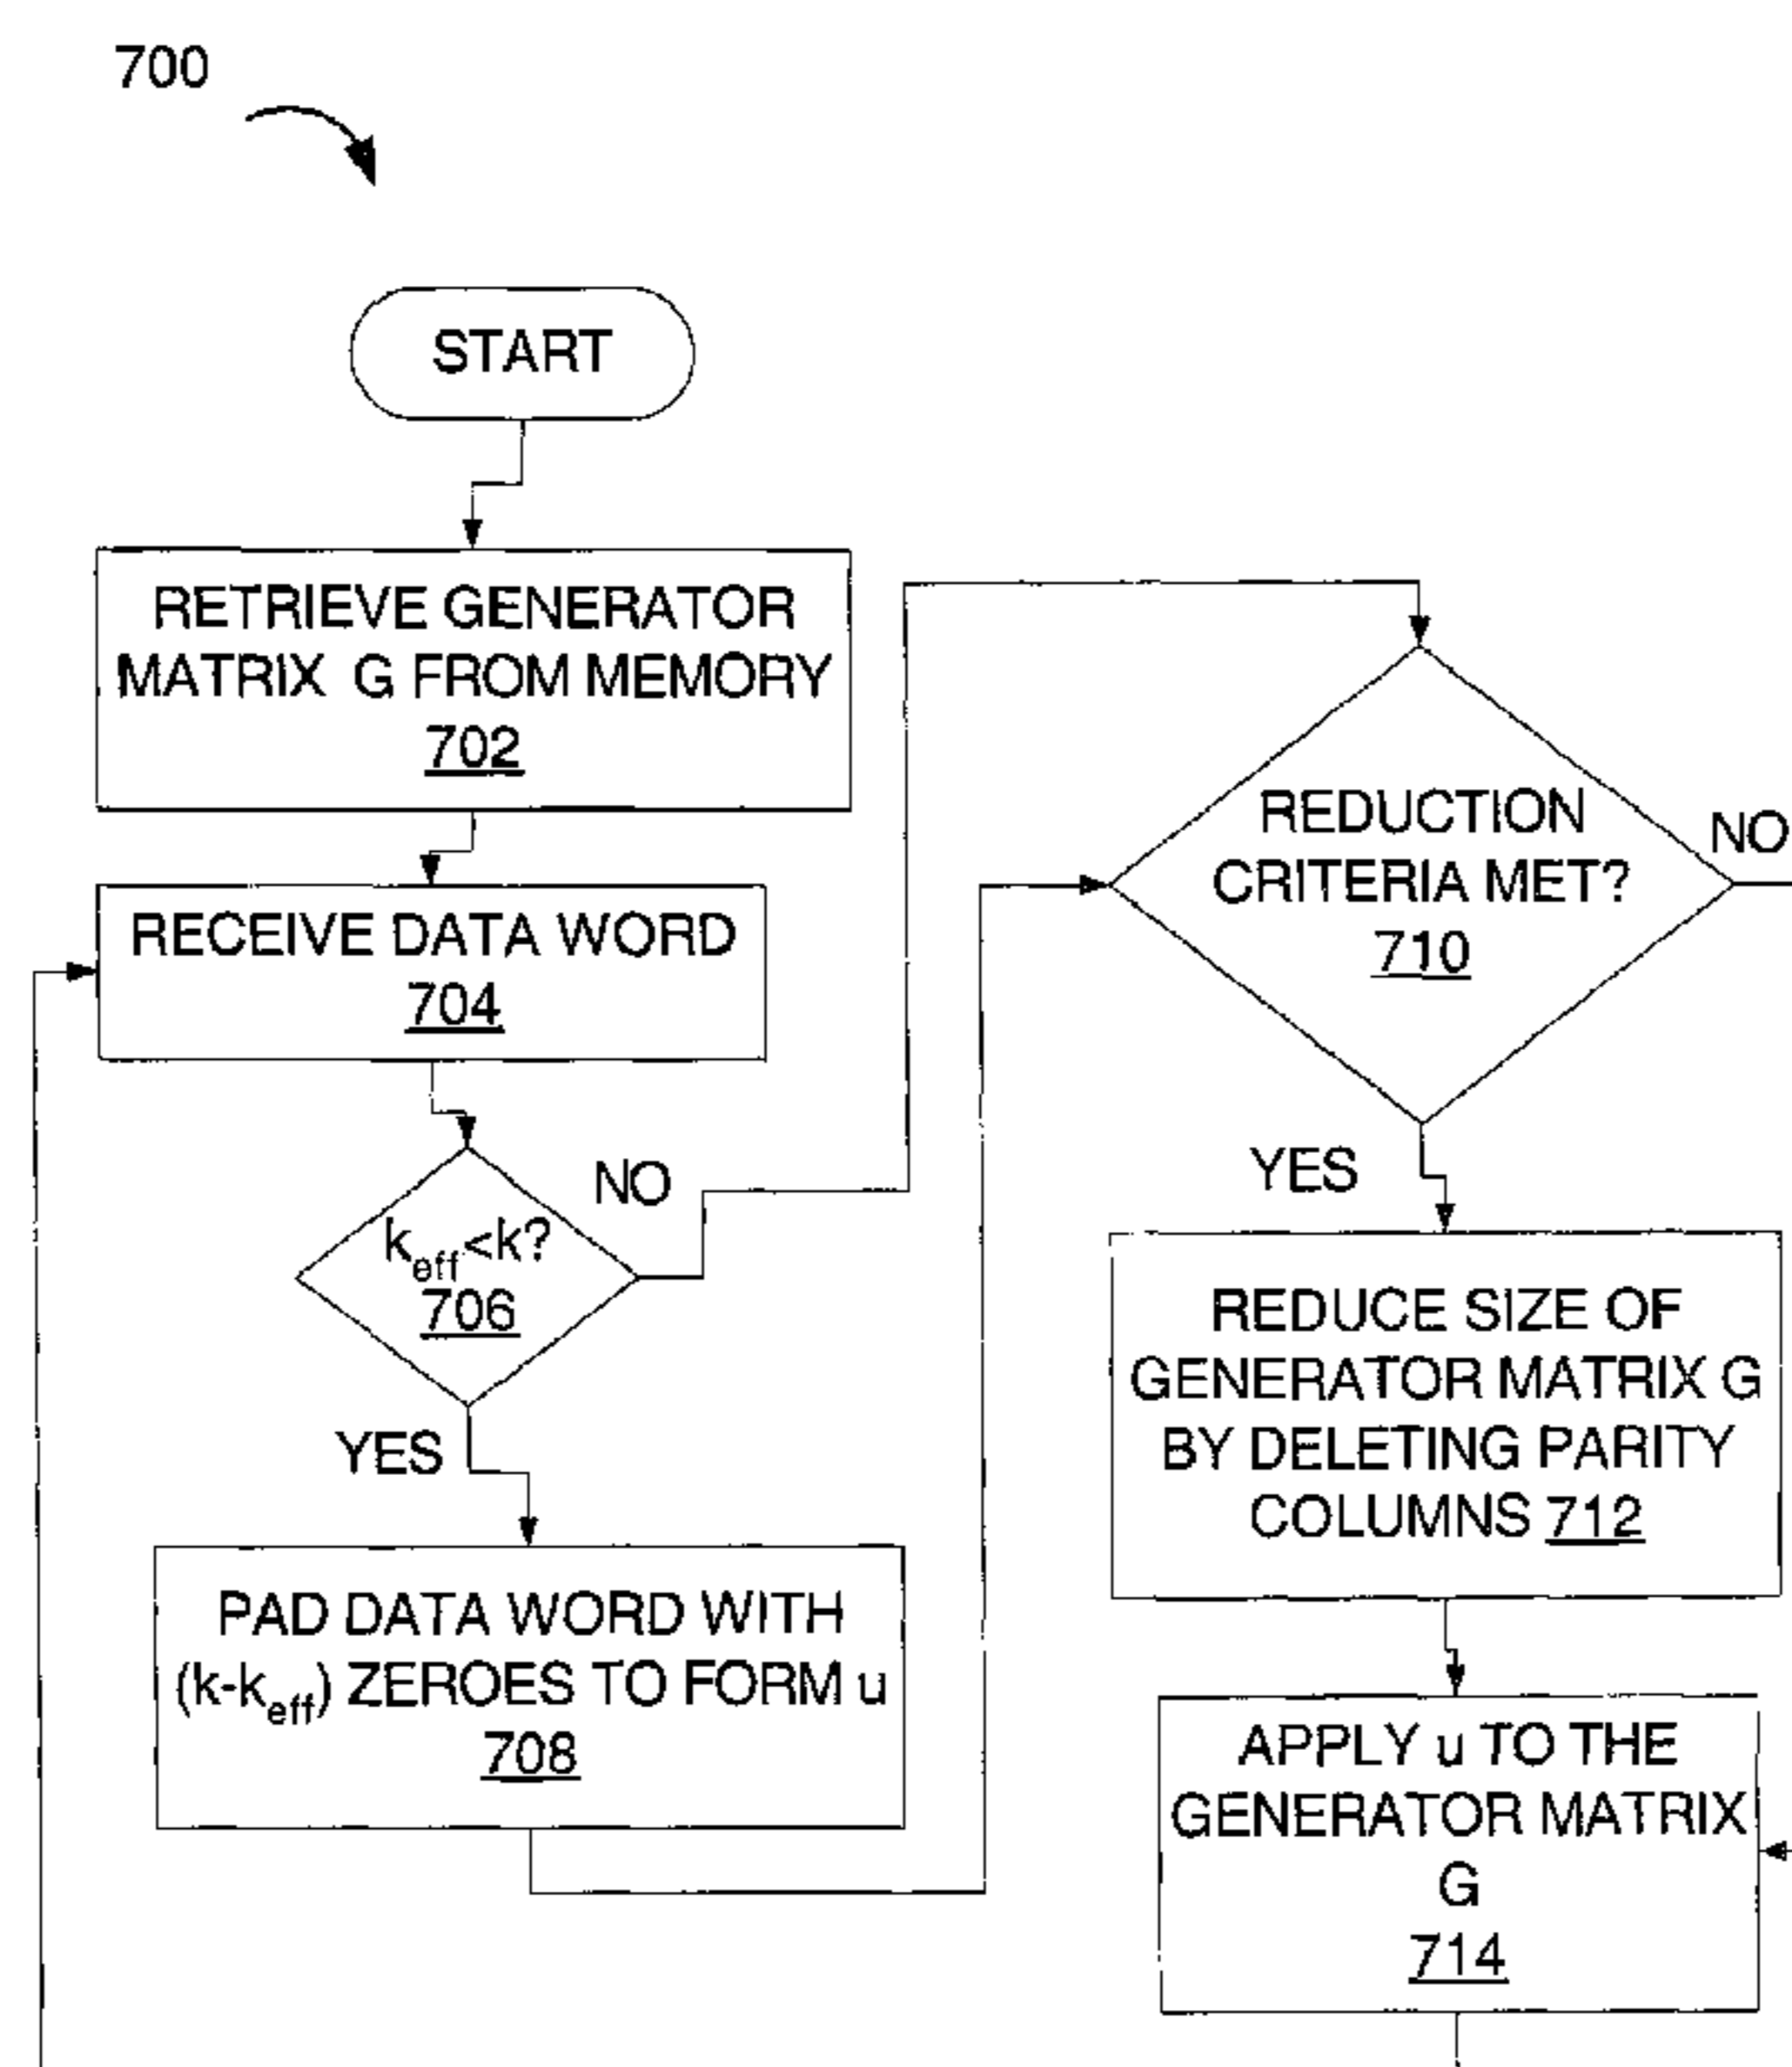 700
START
RETRIEVE GENERATOR
MATRIX G FROM MEMORY
702
RECEIVE DATA WORD
704
NO
keff<k?
706
YES
PAD DATA WORD WITH
(k-keff) ZEROES TO FORM u
708
REDUCTION
CRITERIA MET?
710
NO
YES
REDUCE SIZE OF
GENERATOR MATRIX G
BY DELETING PARITY
COLUMNS 712
APPLY u TO THE
GENERATOR MATRIX
G
714